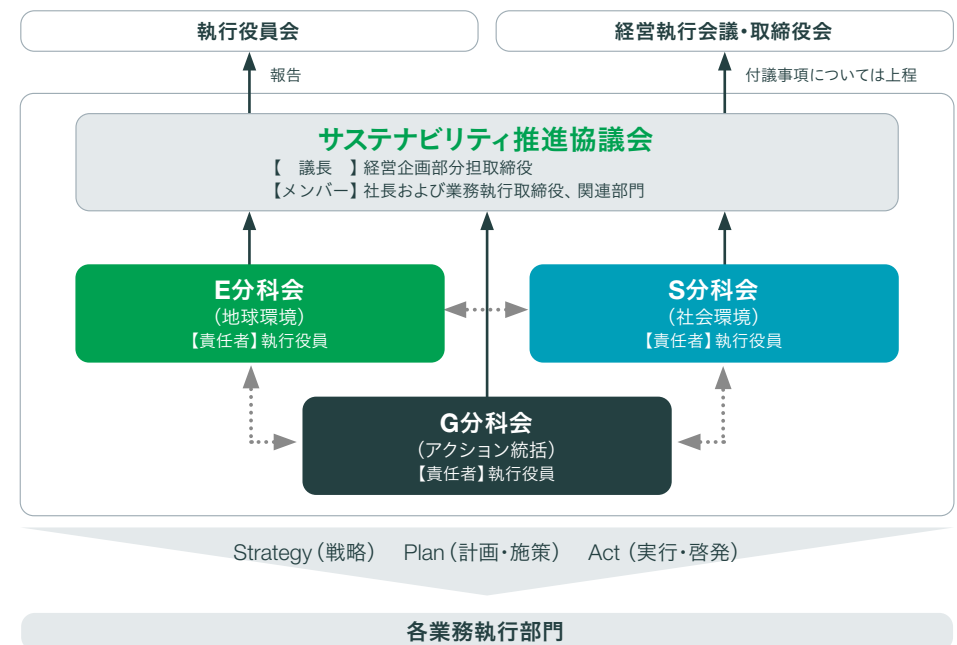 執行役員会
経営執行会議・取締役会
報告
付議事項については上程
サステナビリティ推進協議会
【 議長 】経営企画部分担取締役
【メンバー】社長および業務執行取締役、関連部門
E分科会
（地球環境）
【責任者】執行役員
S分科会
（社会環境）
【責任者】執行役員
G分科会
（アクション統括）
【責任者】執行役員
Strategy（戦略） Plan（計画・施策） Act（実行・啓発）
各業務執行部門